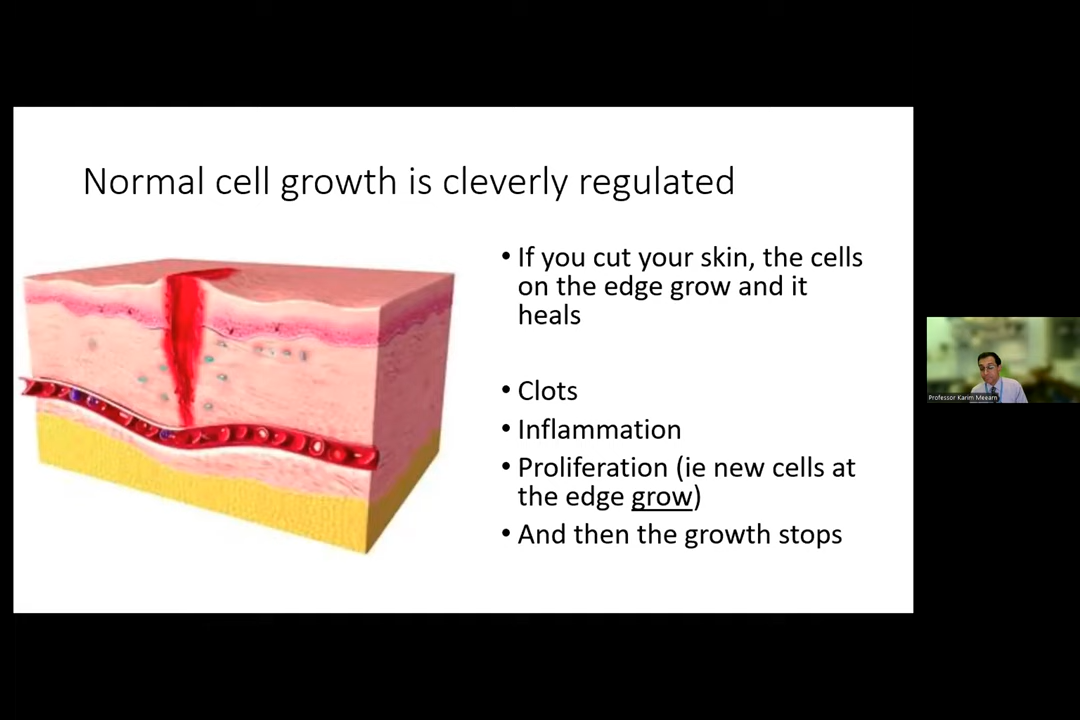 Normal cell growth is cleverly regulated
• If you cut your skin, the cells
on the edge grow and it
heals
• Clots
• Inflammation
• Proliferation (ie new cells at
the edge grow)
• And then the growth stops
Professor Karim Meeran